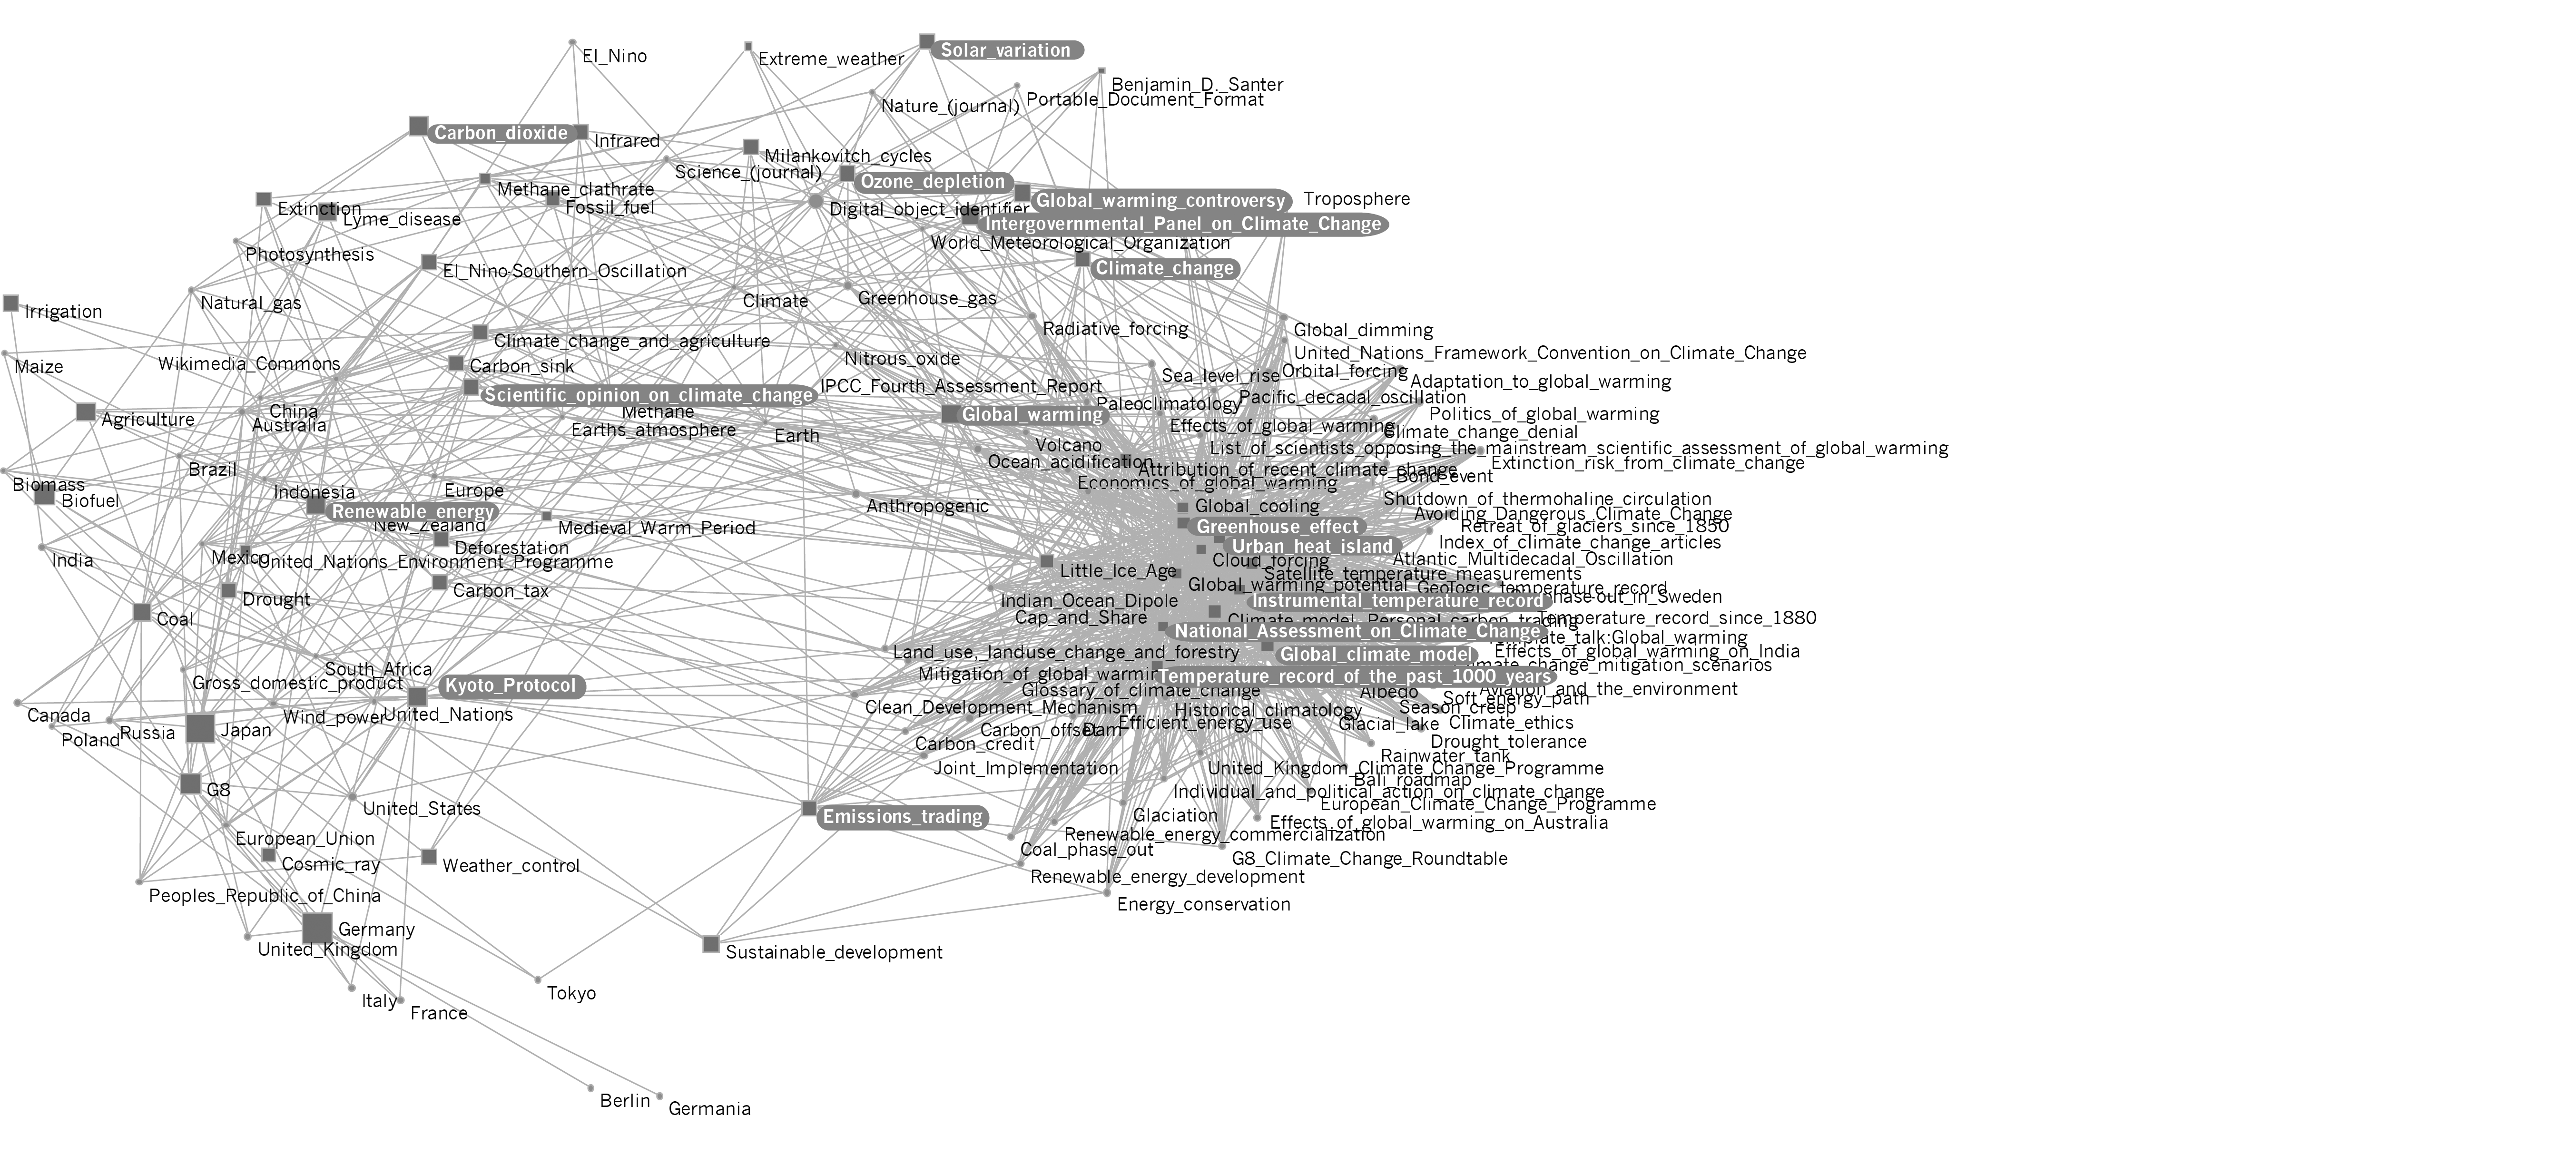 El_Nino
Extreme_weather
Solar_variation
Benjamin_D._Santer
Portable_Document_Format
Nature_(journal)
Carbon_dioxide
Infrared
Milankovitch_cycles
Science_(journal)
Ozone_depletion
Methane_clathrate
Fossil_fuel
Extinction
Lyme_disease
Digital_object_identifier
Global_warming_controversy
Troposphere
Intergovernmental_Panel_on_Climate_Change
World_Meteorological_Organization
Photosynthesis
El_Nino-Southern_Oscillation
Climate_change
Natural_gas
Climate
Greenhouse_gas
Irrigation
Radiative_forcing
Global_dimming
Climate_change_and_agriculture
United_Nations_Framework_Convention_on_Climate_Change
Maize
Wikimedia_Commons
Carbon_sink
Nitrous_oxide
Sea_level_rise
Orbital_forcing
Adaptation_to_global_warming
IPCC_Fourth_Assessment_Report
Scientific_opinion_on_climate_change
Pacific_decadal_oscillation
Paleoclimatology
China
Methane
Global_warming
Politics_of_global_warming
Agriculture
Australia
Earths_atmosphere
Earth
Effects_of_global_warming
Climate_change_denial
Volcano
List_of_scientists_opposing_the_mainstream_scientific_assessment_of_global_warming
Ocean_acidification
Extinction_risk_from_climate_change
Brazil
Attribution_of_recent_climate_change
Bond_event
Biomass
Economics_of_global_warming
Indonesia
Europe
Biofuel
Shutdown_of_thermohaline_circulation
Anthropogenic
Global_cooling
Renewable_energy
Avoiding_Dangerous_Climate_Change
New_Zealand
Medieval_Warm_Period
Greenhouse_effect
Retreat_of_glaciers_since_1850
Index_of_climate_change_articles
Deforestation
Urban_heat_island
India
Mexico
United_Nations_Environment_Programme
Cloud_forcing
Atlantic_Multidecadal_Oscillation
Little_Ice_Age
Satellite_temperature_measurements
Carbon_tax
Global_warming_potential
Geologic_temperature_record
Drought
Indian_Ocean_Dipole
Instrumental_temperature_record
Coal
Cap_and_Share
Climate_model
Personal_carbon_trading
Temperature_record_since_1880
National_Assessment_on_Climate_Change
Template_talk:Global_warming
Land_use,_landuse_change_and_forestry
Global_climate_model
Effects_of_global_warming_on_India
South_Africa
Climate_change_mitigation_scenarios
Mitigation_of_global_warming
Temperature_record_of_the_past_1000_years
Gross_domestic_product
Kyoto_Protocol
Glossary_of_climate_change
Albedo
Aviation_and_the_environment
Soft_energy_path
Clean_Development_Mechanism
Historical_climatology
Season_creep
Canada
Wind_power
United_Nations
Efficient_energy_use
Glacial_lake
Climate_ethics
Japan
Russia
Carbon_offset
Dam
Poland
Carbon_credit
Drought_tolerance
Rainwater_tank
Joint_Implementation
United_Kingdom_Climate_Change_Programme
Bali_roadmap
G8
Individual_and_political_action_on_climate_change
United_States
European_Climate_Change_Programme
Emissions_trading
Glaciation
Effects_of_global_warming_on_Australia
European_Union
Renewable_energy_commercialization
Coal_phase_out
Cosmic_ray
Weather_control
G8_Climate_Change_Roundtable
Renewable_energy_development
Peoples_Republic_of_China
Energy_conservation
Germany
United_Kingdom
Sustainable_development
Tokyo
Italy
France
Berlin
Germania